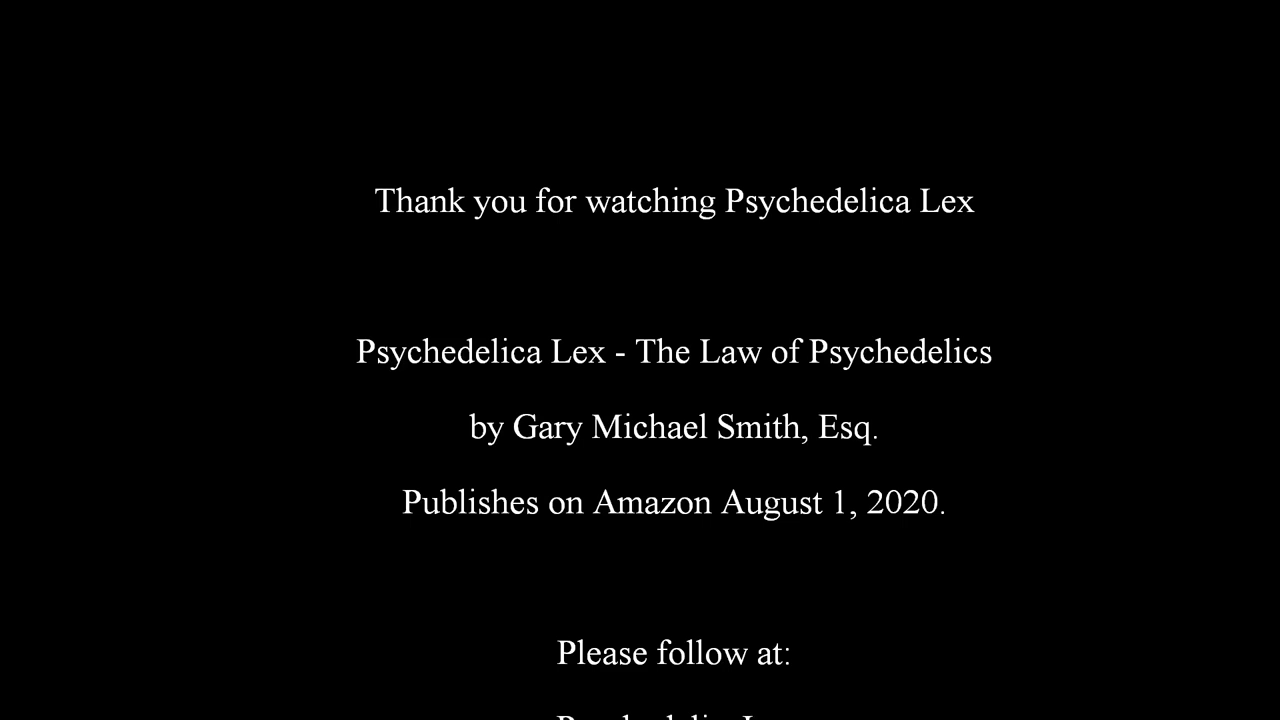 Thank you for watching Psychedelica Lex
Psychedelica Lex - The Law of Psychedelics
by Gary Michael Smith, Esq.
Publishes on Amazon August 1, 2020.
Please follow at: